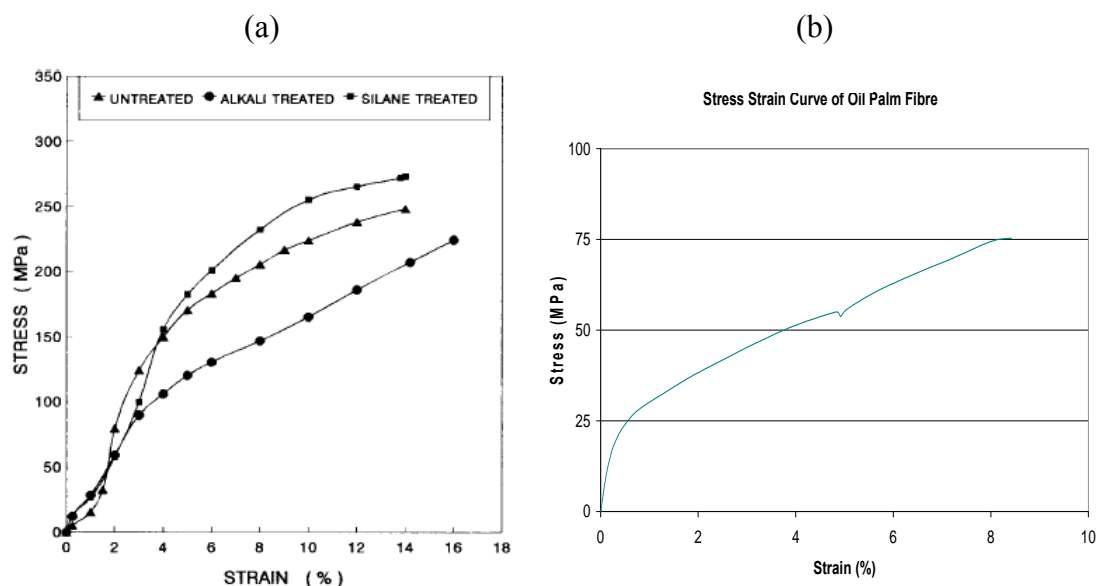 (a)
(b)
350
▲ UNTREATED ● ALKALI TREATED ■ SILANE TREATED
300
250
200
150
100
50
0
STRESS ( MPa )
0 2 4 6 8 10 12 14 16 18
STRAIN ( % )
Stress Strain Curve of Oil Palm Fibre
100
75
50
25
0
Stress (MPa)
0 2 4 6 8 10
Strain (%)